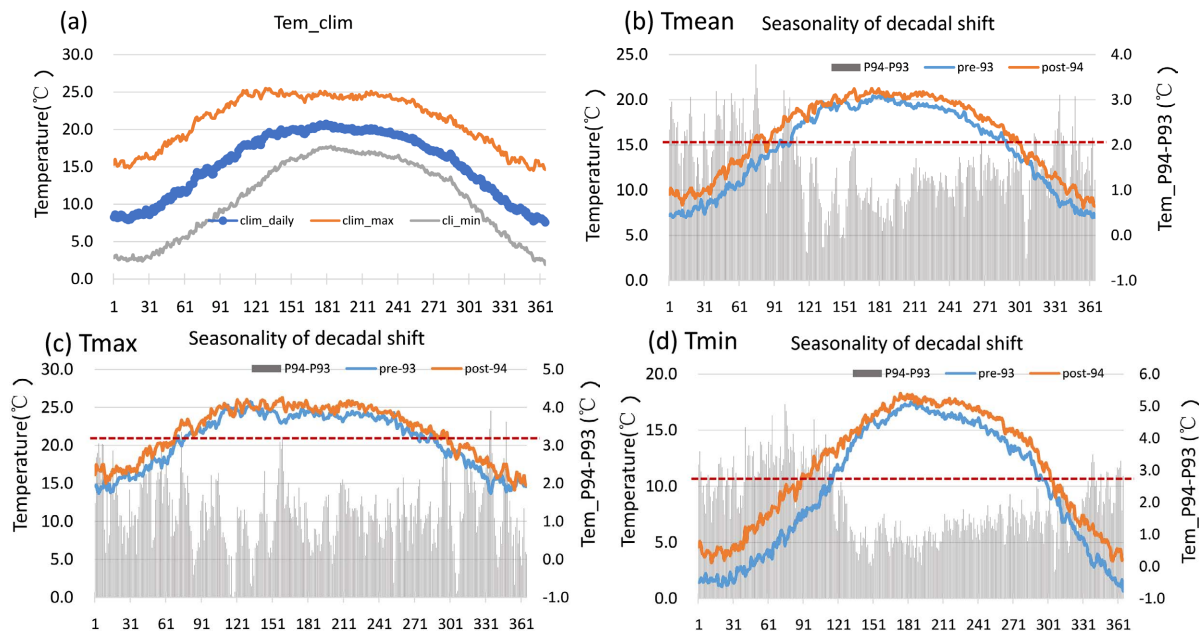 (a)
Tem_clim
Temperature(℃)
30.0
25.0
20.0
15.0
10.0
5.0
0.0
clim_daily clim_max cli_min
1 31 61 91 121 151 181 211 241 271 301 331 361
(b) Tmean
Seasonality of decadal shift
Temperature(℃)
25.0
20.0
15.0
10.0
5.0
0.0
P94-P93 pre-93 post-94
4.0
3.0
2.0
1.0
0.0
-1.0
Tem_P94-P93 (℃)
1 31 61 91 121 151 181 211 241 271 301 331 361
(c) Tmax
Seasonality of decadal shift
Temperature(℃)
30.0
25.0
20.0
15.0
10.0
5.0
0.0
P94-P93 pre-93 post-94
5.0
4.0
3.0
2.0
1.0
0.0
-1.0
Tem_P94-P93 (℃)
1 31 61 91 121 151 181 211 241 271 301 331 361
(d) Tmin
Seasonality of decadal shift
Temperature(℃)
20.0
15.0
10.0
5.0
0.0
P94-P93 pre-93 post-94
6.0
5.0
4.0
3.0
2.0
1.0
0.0
-1.0
Tem_P94-P93 (℃)
1 31 61 91 121 151 181 211 241 271 301 331 361